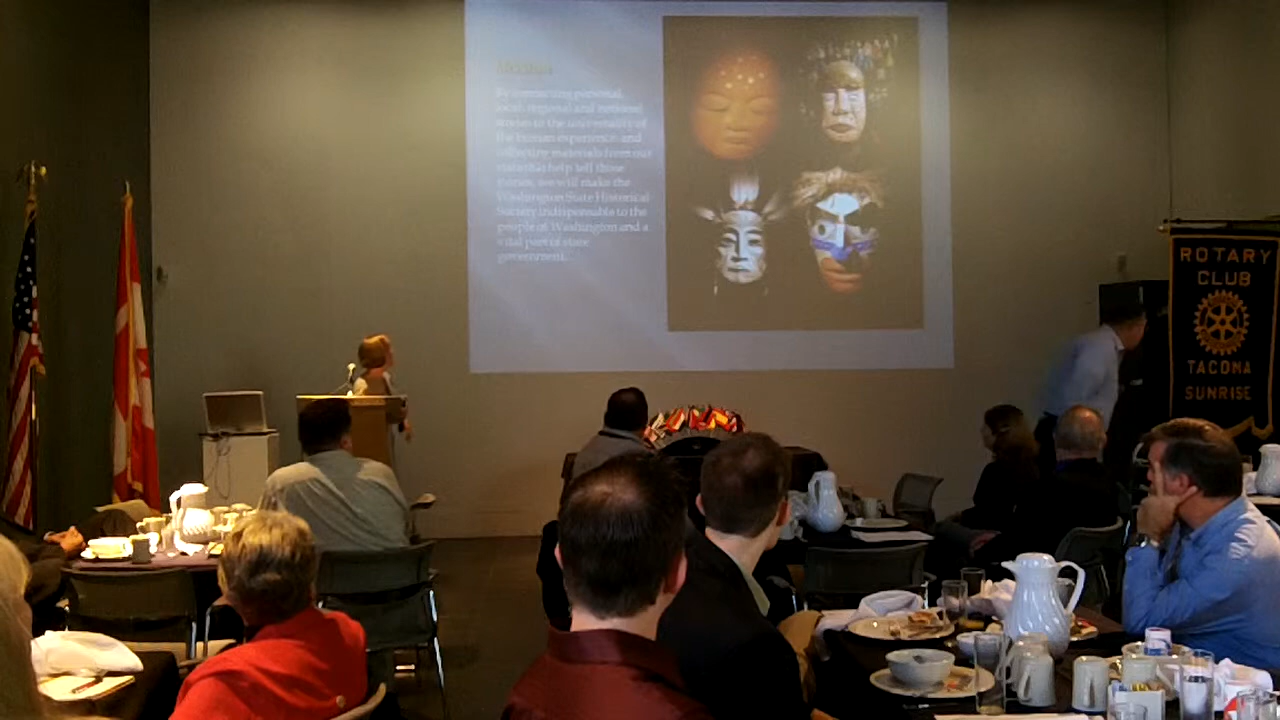 Mission
By connecting personal,
local, regional and national
stories to the universality of
the human experience and
collecting materials from our
that help tell those
stories, we will make the
Washington State Historical
Society indispensable to the
people of Washington and a
vital part of state
government.
ROTARY
CLUB
TACOMA
SUNRISE